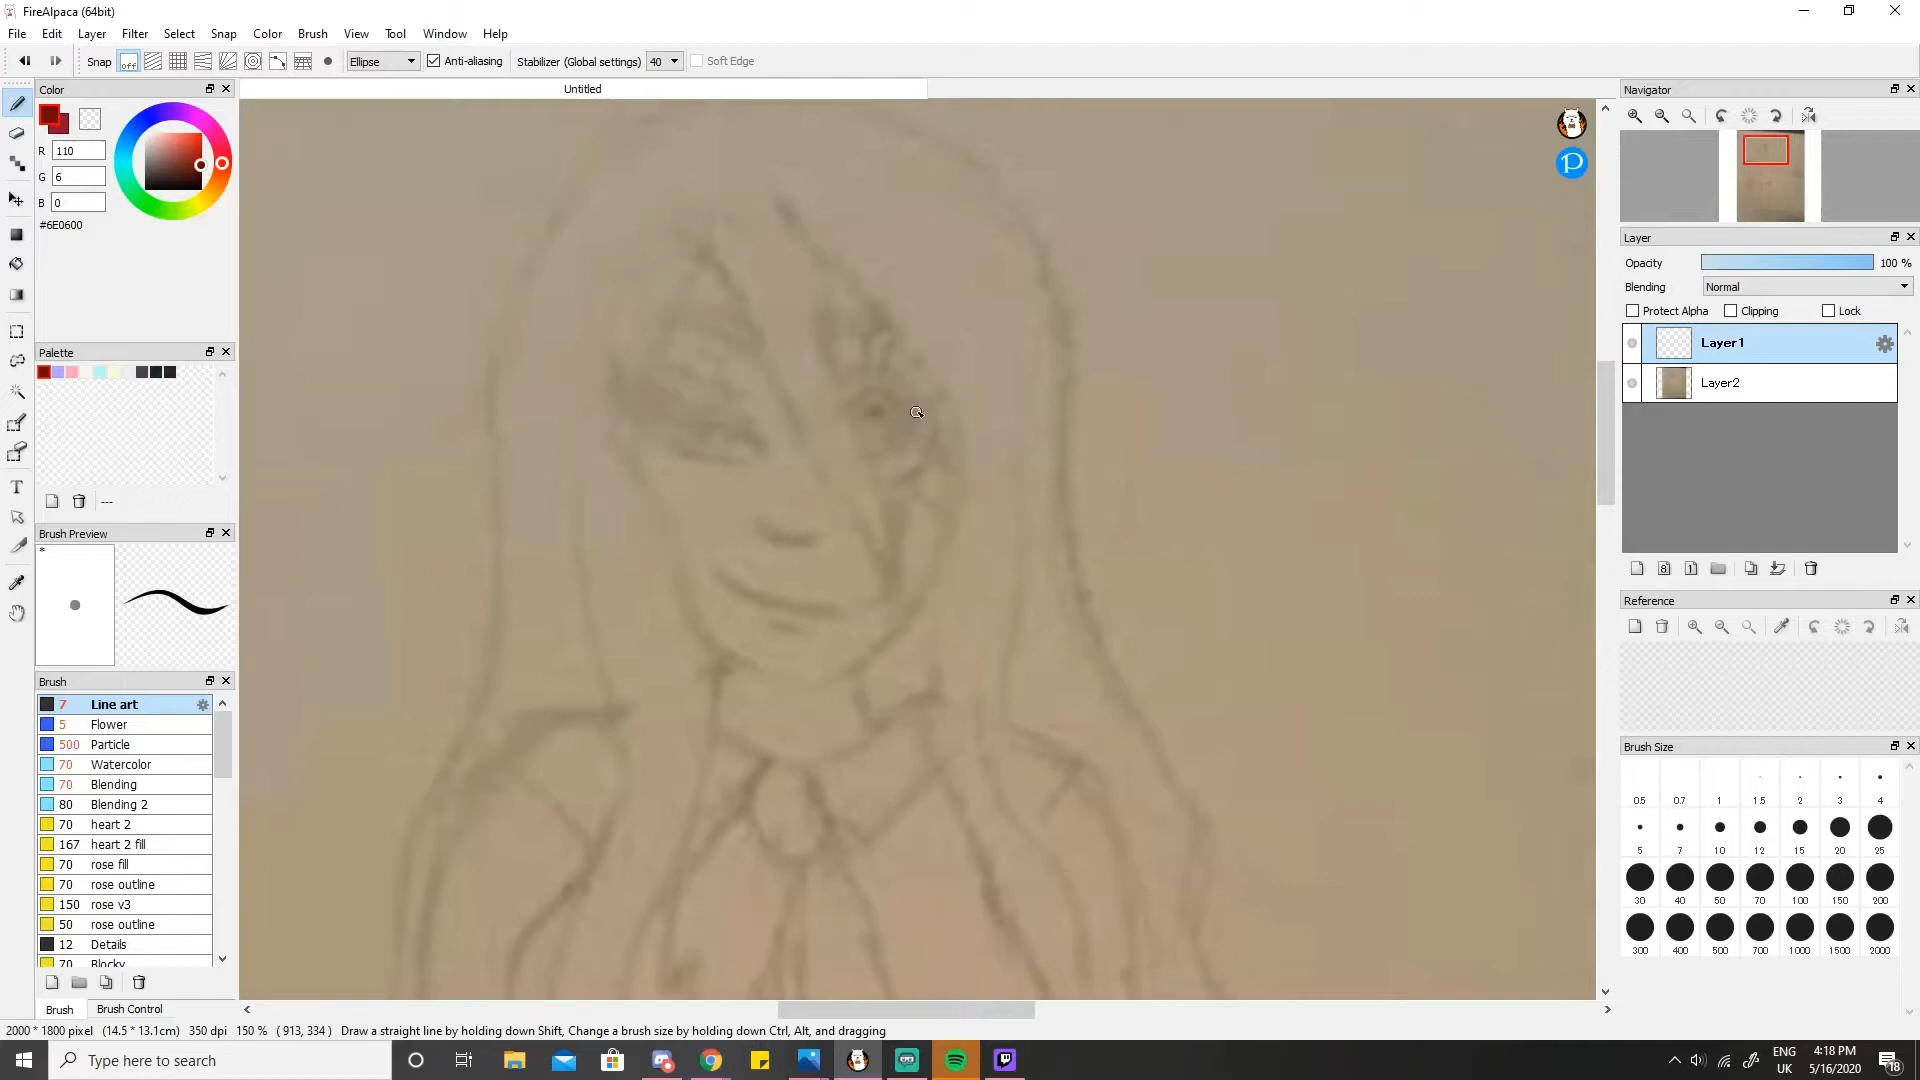 FireAlpaca (64bit)
File Edit Layer Filter Select Snap Color Brush View Tool Window Help
Snap off Ellipse Anti-aliasing Stabilizer (Global settings) 40 Soft Edge
Color
R 110
G 6
B 0
#6E0600
Palette
---
Brush Preview
*
Brush
7 Line art
5 Flower
500 Particle
70 Watercolor
70 Blending
80 Blending 2
70 heart 2
167 heart 2 fill
70 rose fill
70 rose outline
150 rose v3
50 rose outline
12 Details
70 Blocky
Brush Brush Control
Untitled
P
Navigator
Layer
Opacity 100 %
Blending Normal
Protect Alpha Clipping Lock
Layer1
Layer2
8 1
Reference
Brush Size
0.5 0.7 1 1.5 2 3 4
5 7 10 12 15 20 25
30 40 50 70 100 150 200
300 400 500 700 1000 1500 2000
2000 * 1800 pixel (14.5 * 13.1cm) 350 dpi 150 % ( 913, 334 ) Draw a straight line by holding down Shift, Change a brush size by holding down Ctrl, Alt, and dragging
Type here to search
ENG
UK
4:18 PM
5/16/2020
18